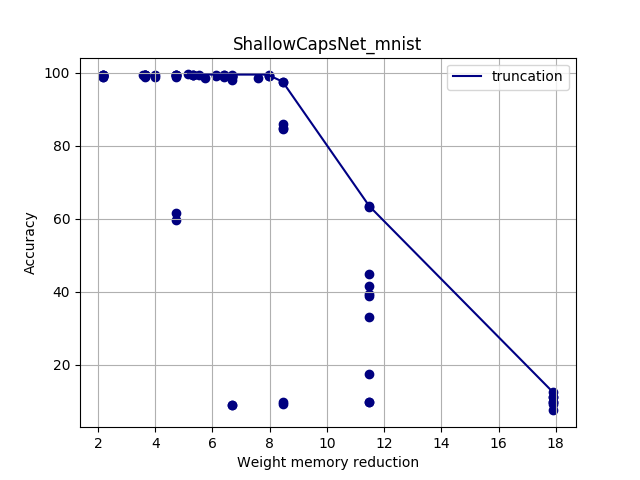 ShallowCapsNet_mnist
truncation
Accuracy
100
80
60
40
20
2 4 6 8 10 12 14 16 18
Weight memory reduction